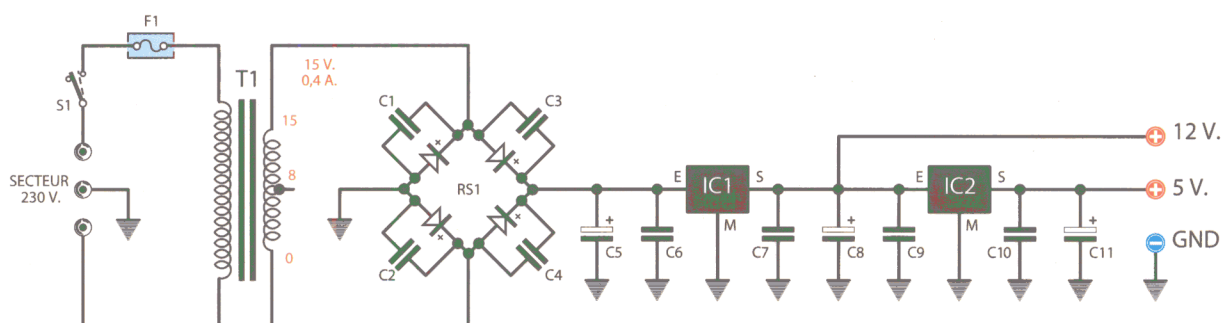 F1
S1
T1
15 V.
0,4 A.
15
8
0
SECTEUR
230 V.
C1
C3
RS1
C2
C4
E
IC1
S
M
C5
+
C6
C7
C8
+
E
IC2
S
M
C9
C10
C11
+
12 V.
5 V.
GND